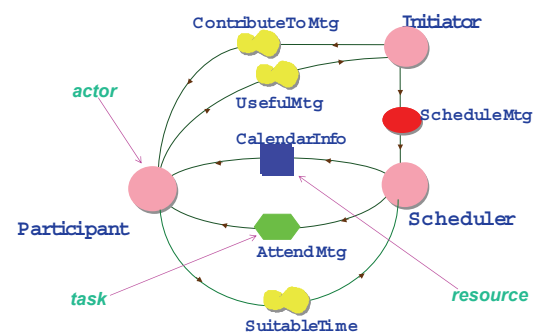 ContributeToMtg
Initiator
actor
UsefulMtg
ScheduleMtg
CalendarInfo
Participant
Scheduler
AttendMtg
task
resource
SuitableTime